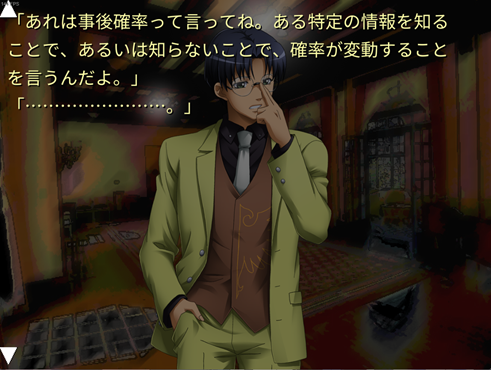 「あれは事後確率って言ってね。ある特定の情報を知る
ことで、あるいは知らないことで、確率が変動すること
を言うんだよ。」
「……………………。」